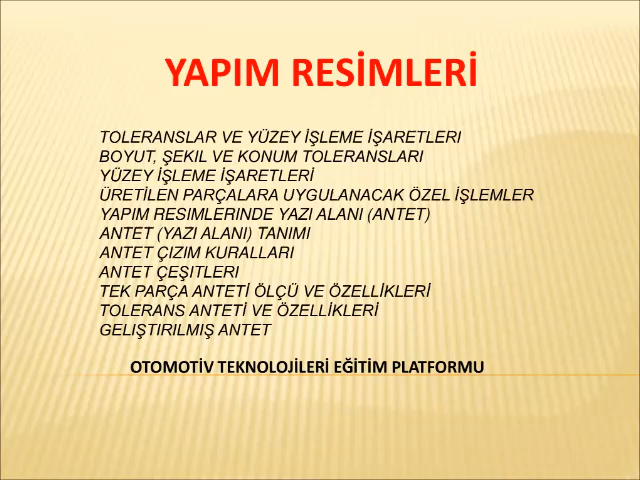 YAPIM RESİMLERİ
TOLERANSLAR VE YÜZEY İŞLEME İŞARETLERI
BOYUT, ŞEKIL VE KONUM TOLERANSLARI
YÜZEY İŞLEME İŞARETLERİ
ÜRETİLEN PARÇALARA UYGULANACAK ÖZEL İŞLEMLER
YAPIM RESIMLERINDE YAZI ALANI (ANTET)
ANTET (YAZI ALANI) TANIMI
ANTET ÇIZIM KURALLARI
ANTET ÇEŞITLERI
TEK PARÇA ANTETİ ÖLÇÜ VE ÖZELLİKLERİ
TOLERANS ANTETİ VE ÖZELLİKLERİ
GELIŞTIRILMIŞ ANTET
OTOMOTİV TEKNOLOJİLERİ EĞİTİM PLATFORMU